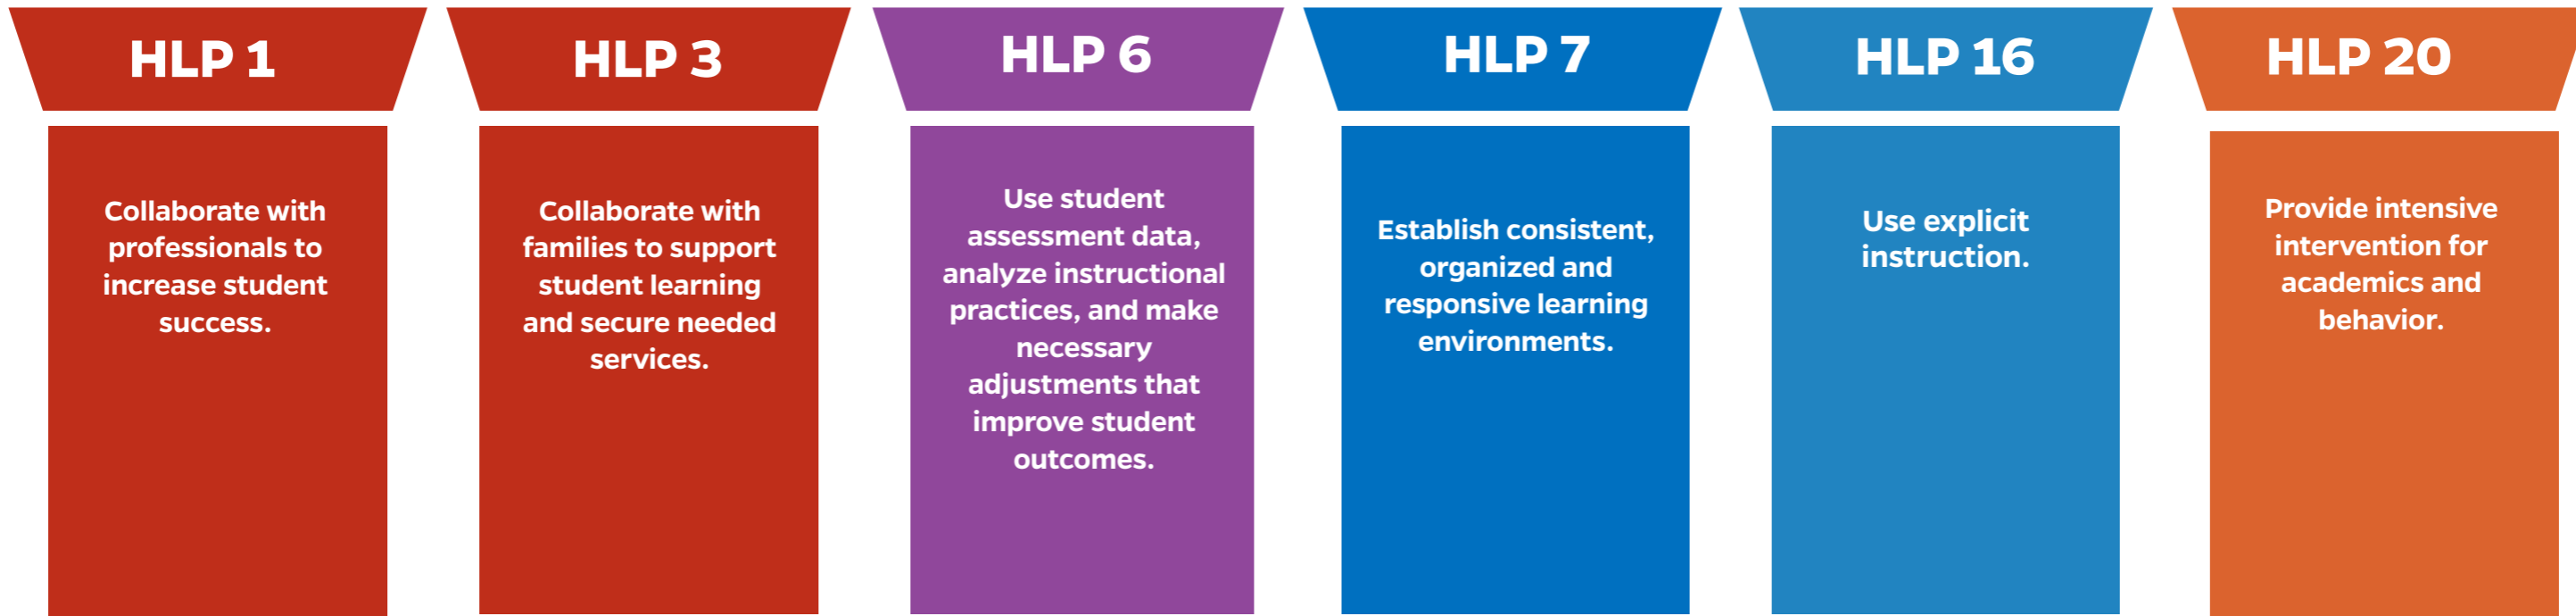 HLP 1
Collaborate with
professionals to
increase student
success.
HLP 3
Collaborate with
families to support
student learning
and secure needed
services.
HLP 6
Use student
assessment data,
analyze instructional
practices, and make
necessary
adjustments that
improve student
outcomes.
HLP 7
Establish consistent,
organized and
responsive learning
environments.
HLP 16
Use explicit
instruction.
HLP 20
Provide intensive
intervention for
academics and
behavior.